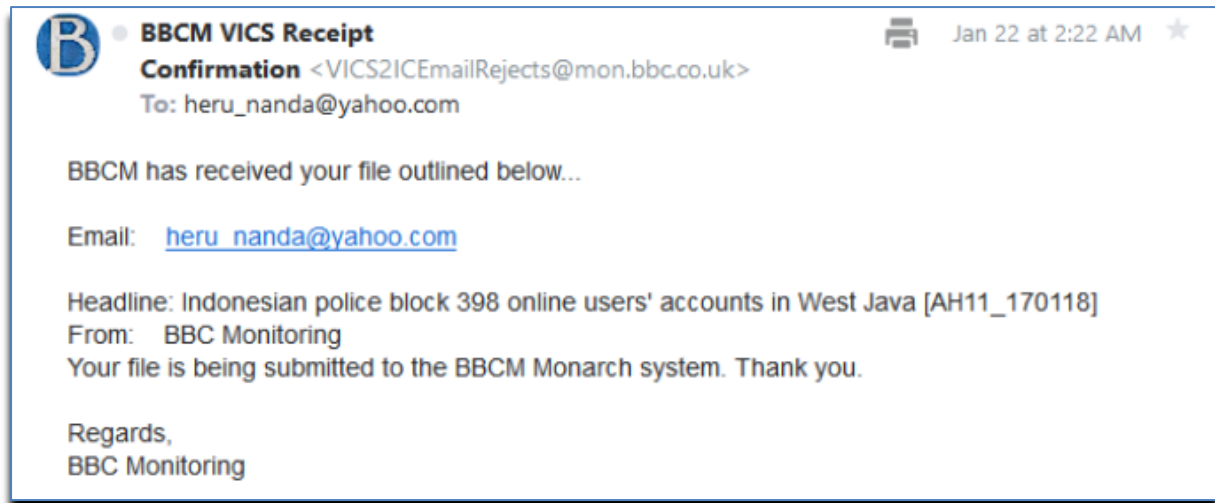 B
BBCM VICS Receipt Jan 22 at 2:22 AM
Confirmation <VICS2ICEmailRejects@mon.bbc.co.uk>
To: heru_nanda@yahoo.com
BBCM has received your file outlined below...
Email: heru_nanda@yahoo.com
Headline: Indonesian police block 398 online users' accounts in West Java [AH11_170118]
From: BBC Monitoring
Your file is being submitted to the BBCM Monarch system. Thank you.
Regards,
BBC Monitoring